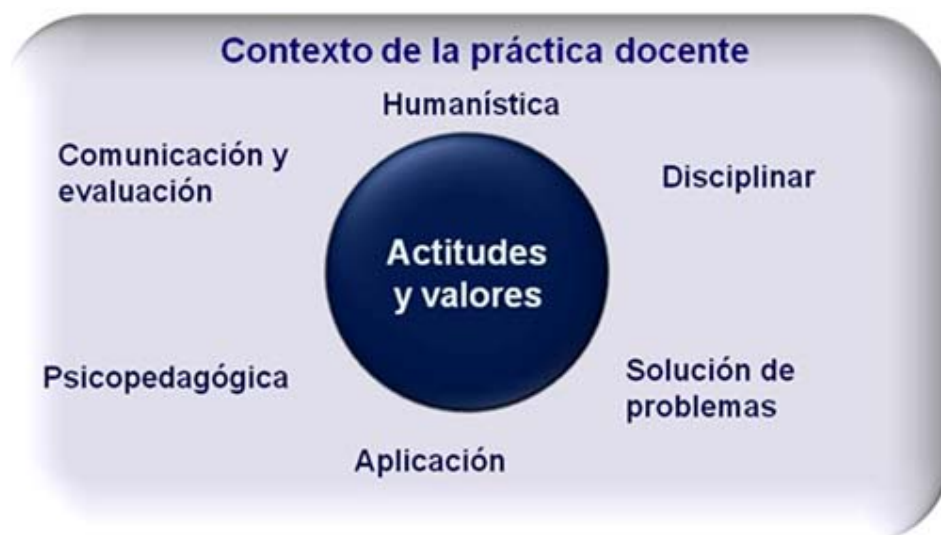 Contexto de la práctica docente
Humanística
Comunicación y
evaluación
Disciplinar
Actitudes
y valores
Psicopedagógica
Solución de
problemas
Aplicación